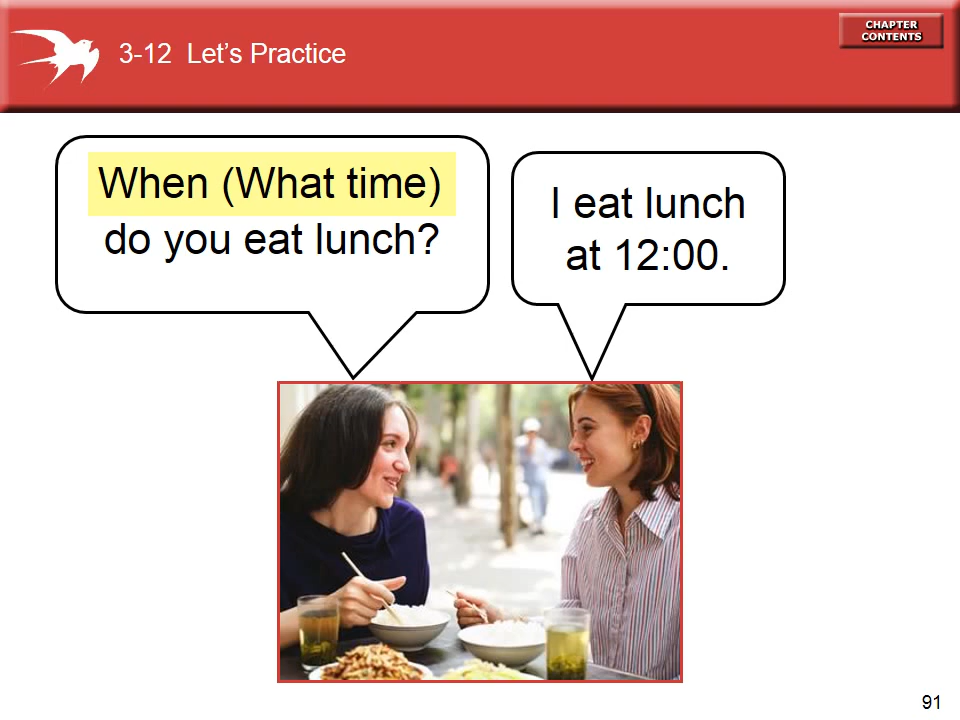 3-12 Let’s Practice
CHAPTER
CONTENTS
When (What time)
do you eat lunch?
I eat lunch
at 12:00.
91